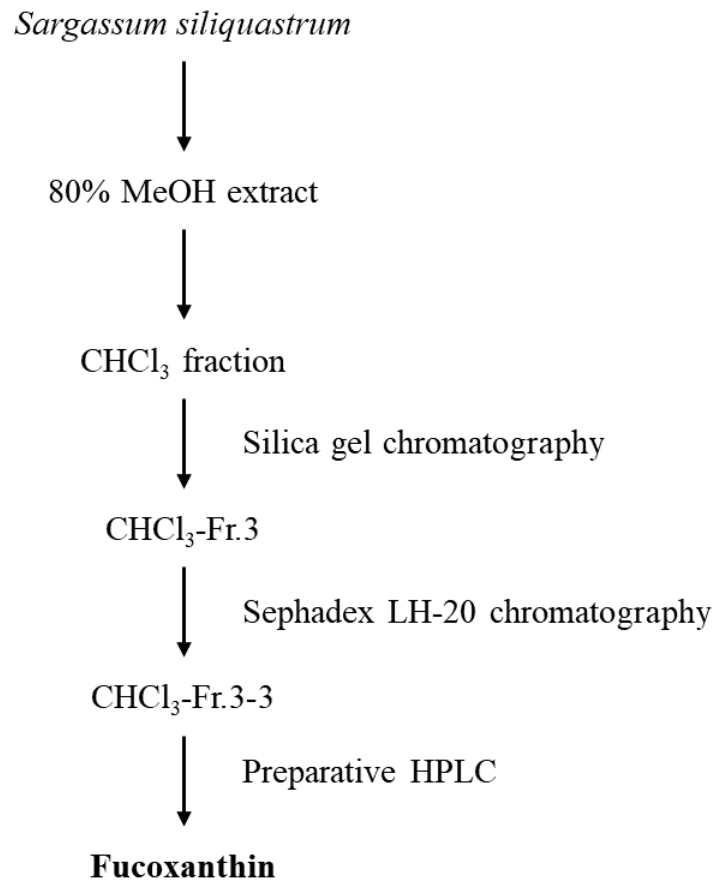 Sargassum siliquastrum
80% MeOH extract
CHCl₃ fraction
Silica gel chromatography
CHCl₃-Fr.3
Sephadex LH-20 chromatography
CHCl₃-Fr.3-3
Preparative HPLC
Fucoxanthin